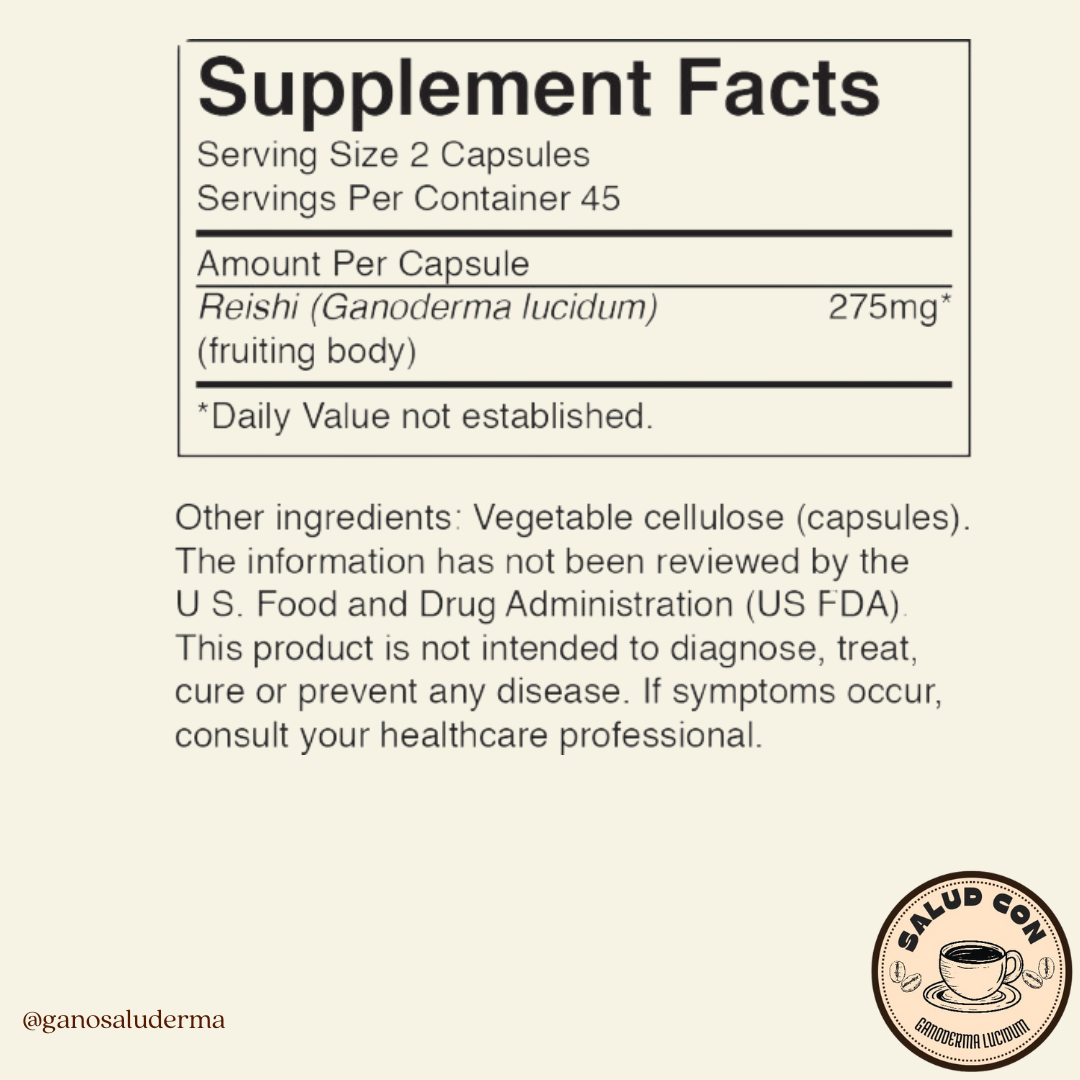 Supplement Facts
Serving Size 2 Capsules
Servings Per Container 45
Amount Per Capsule
Reishi (Ganoderma lucidum) 275mg*
(fruiting body)
*Daily Value not established.
Other ingredients: Vegetable cellulose (capsules).
The information has not been reviewed by the
U S. Food and Drug Administration (US FDA).
This product is not intended to diagnose, treat,
cure or prevent any disease. If symptoms occur,
consult your healthcare professional.
SALUD CON
GANODERMA LUCIDUM
@ganosaluderma